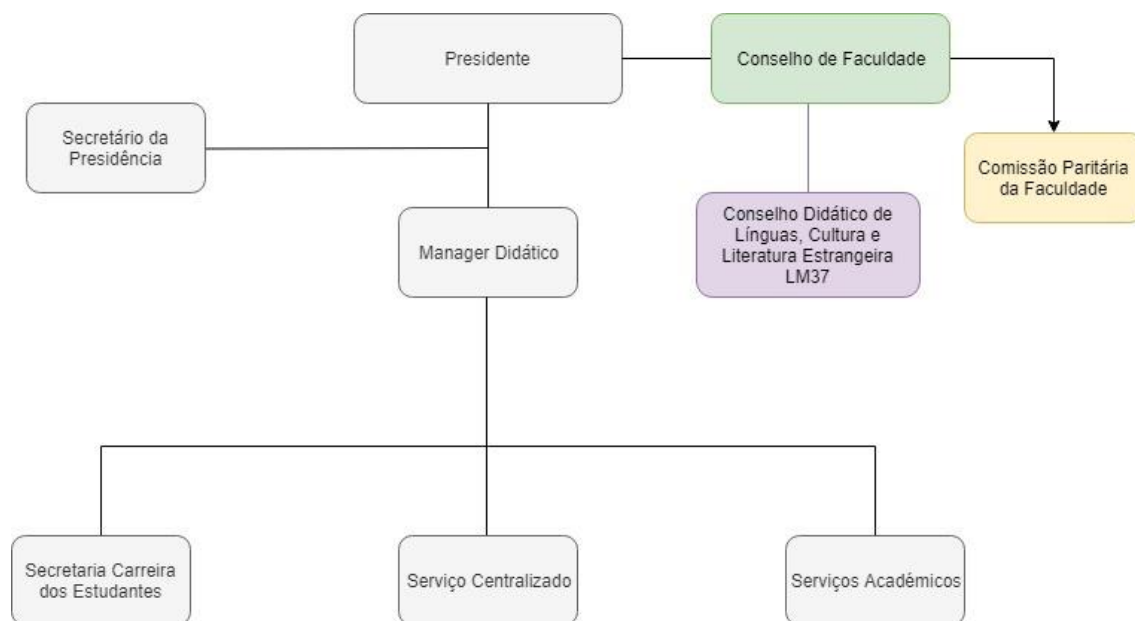 Presidente
Conselho de Faculdade
Secretário da
Presidência
Comissão Paritária
da Faculdade
Manager Didático
Conselho Didático de
Línguas, Cultura e
Literatura Estrangeira
LM37
Secretaria Carreira
dos Estudantes
Serviço Centralizado
Serviços Académicos